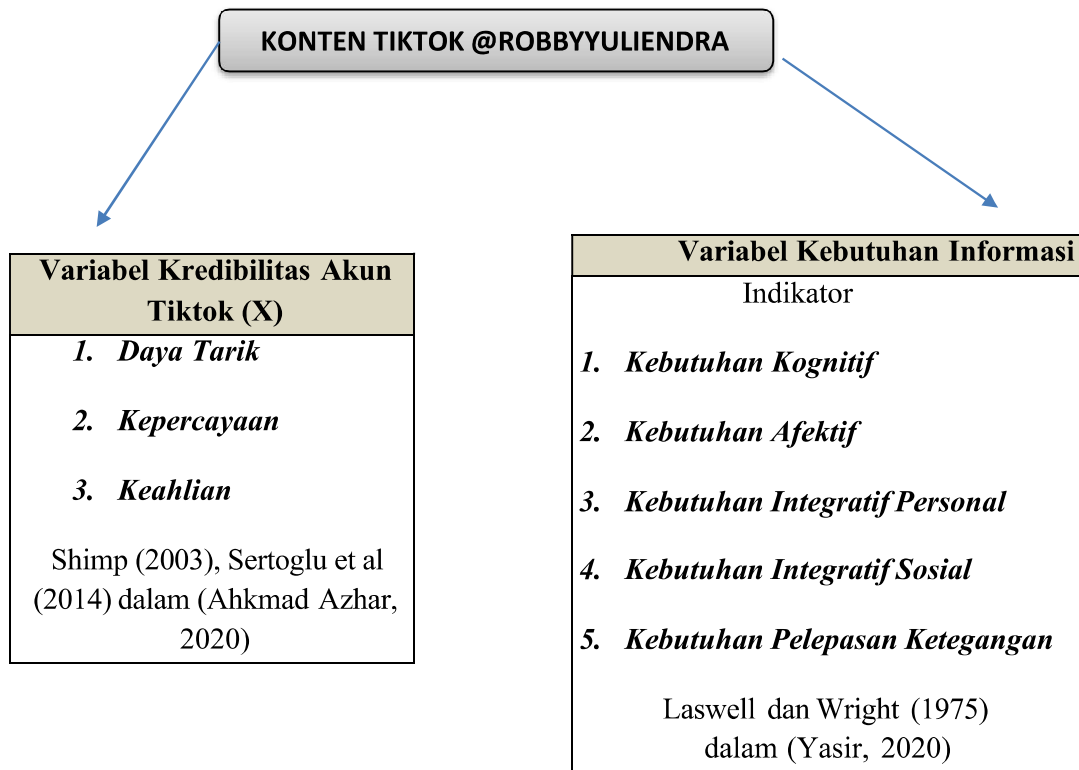 KONTEN TIKTOK @ROBBYYULIENDRA
Variabel Kredibilitas Akun
Tiktok (X)
1. Daya Tarik
2. Kepercayaan
3. Keahlian
Shimp (2003), Sertoglu et al
(2014) dalam (Ahkmad Azhar,
2020)
Variabel Kebutuhan Informasi
Indikator
1. Kebutuhan Kognitif
2. Kebutuhan Afektif
3. Kebutuhan Integratif Personal
4. Kebutuhan Integratif Sosial
5. Kebutuhan Pelepasan Ketegangan
Laswell dan Wright (1975)
dalam (Yasir, 2020)